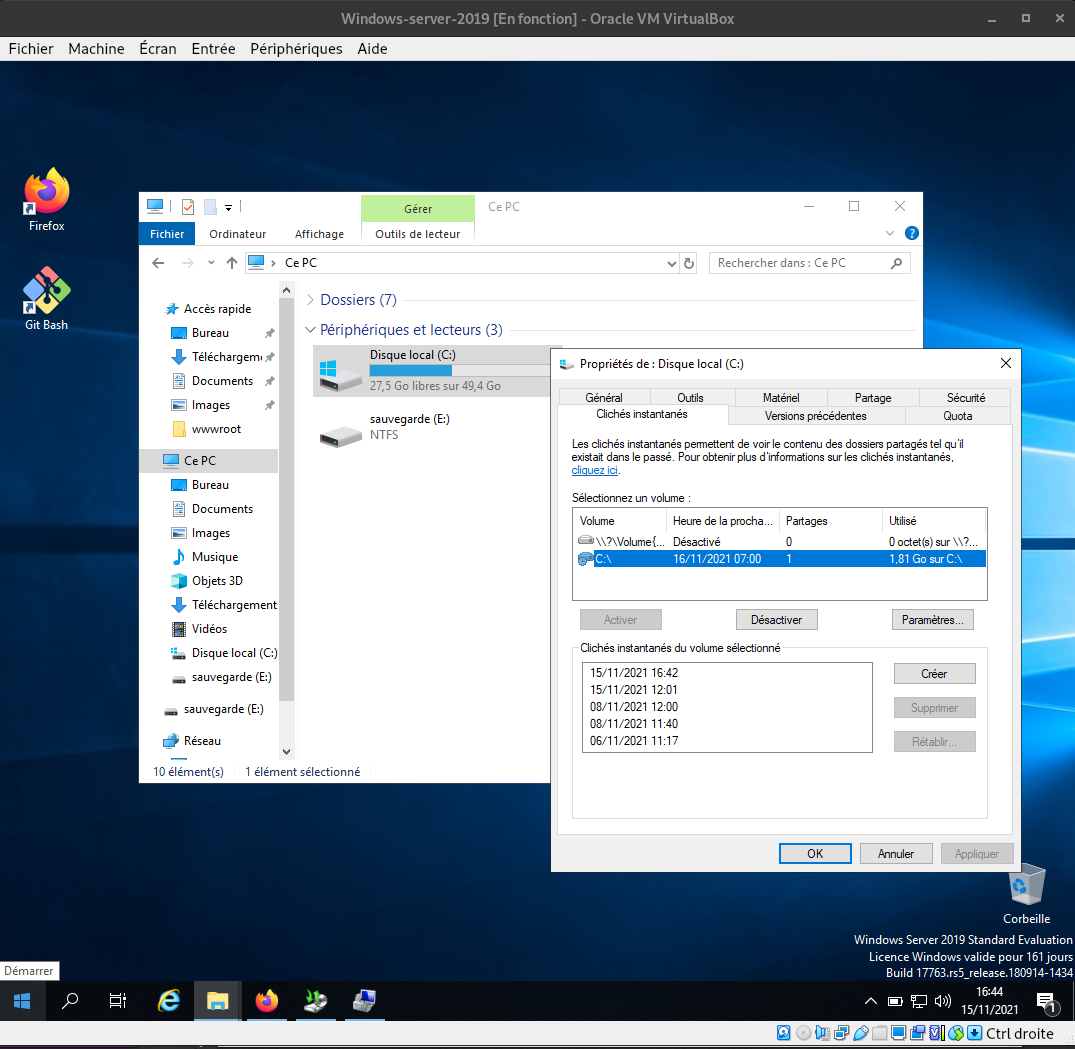 Windows-server-2019 [En fonction] - Oracle VM VirtualBox
Fichier Machine Écran Entrée Périphériques Aide
Firefox
Git Bash
Gérer Ce PC
Fichier Ordinateur Affichage Outils de lecteur
Ce PC Rechercher dans : Ce PC
Accès rapide
Bureau
Téléchargem
Documents
Images
wwwroot
Ce PC
Bureau
Documents
Images
Musique
Objets 3D
Téléchargement
Vidéos
Disque local (C:)
sauvegarde (E:)
sauvegarde (E:)
Réseau
Dossiers (7)
Périphériques et lecteurs (3)
Disque local (C:)
27,5 Go libres sur 49,4 Go
sauvegarde (E:)
NTFS
10 élément(s) 1 élément sélectionné
Propriétés de : Disque local (C:)
Général Outils Matériel Partage Sécurité
Clichés instantanés Versions précédentes Quota
Les clichés instantanés permettent de voir le contenu des dossiers partagés tel qu'il
existait dans le passé. Pour obtenir plus d'informations sur les clichés instantanés,
cliquez ici.
Sélectionnez un volume :
Volume Heure de la procha... Partages Utilisé
\\?\Volume{... Désactivé 0 0 octet(s) sur \\?...
C:\ 16/11/2021 07:00 1 1,81 Go sur C:\
Activer Désactiver Paramètres...
Clichés instantanés du volume sélectionné
15/11/2021 16:42
15/11/2021 12:01
08/11/2021 12:00
08/11/2021 11:40
06/11/2021 11:17
Créer
Supprimer
Rétablir...
OK Annuler Appliquer
Corbeille
Windows Server 2019 Standard Evaluation
Licence Windows valide pour 161 jours
Build 17763.rs5_release.180914-1434
Démarrer
16:44
15/11/2021
1
Ctrl droite